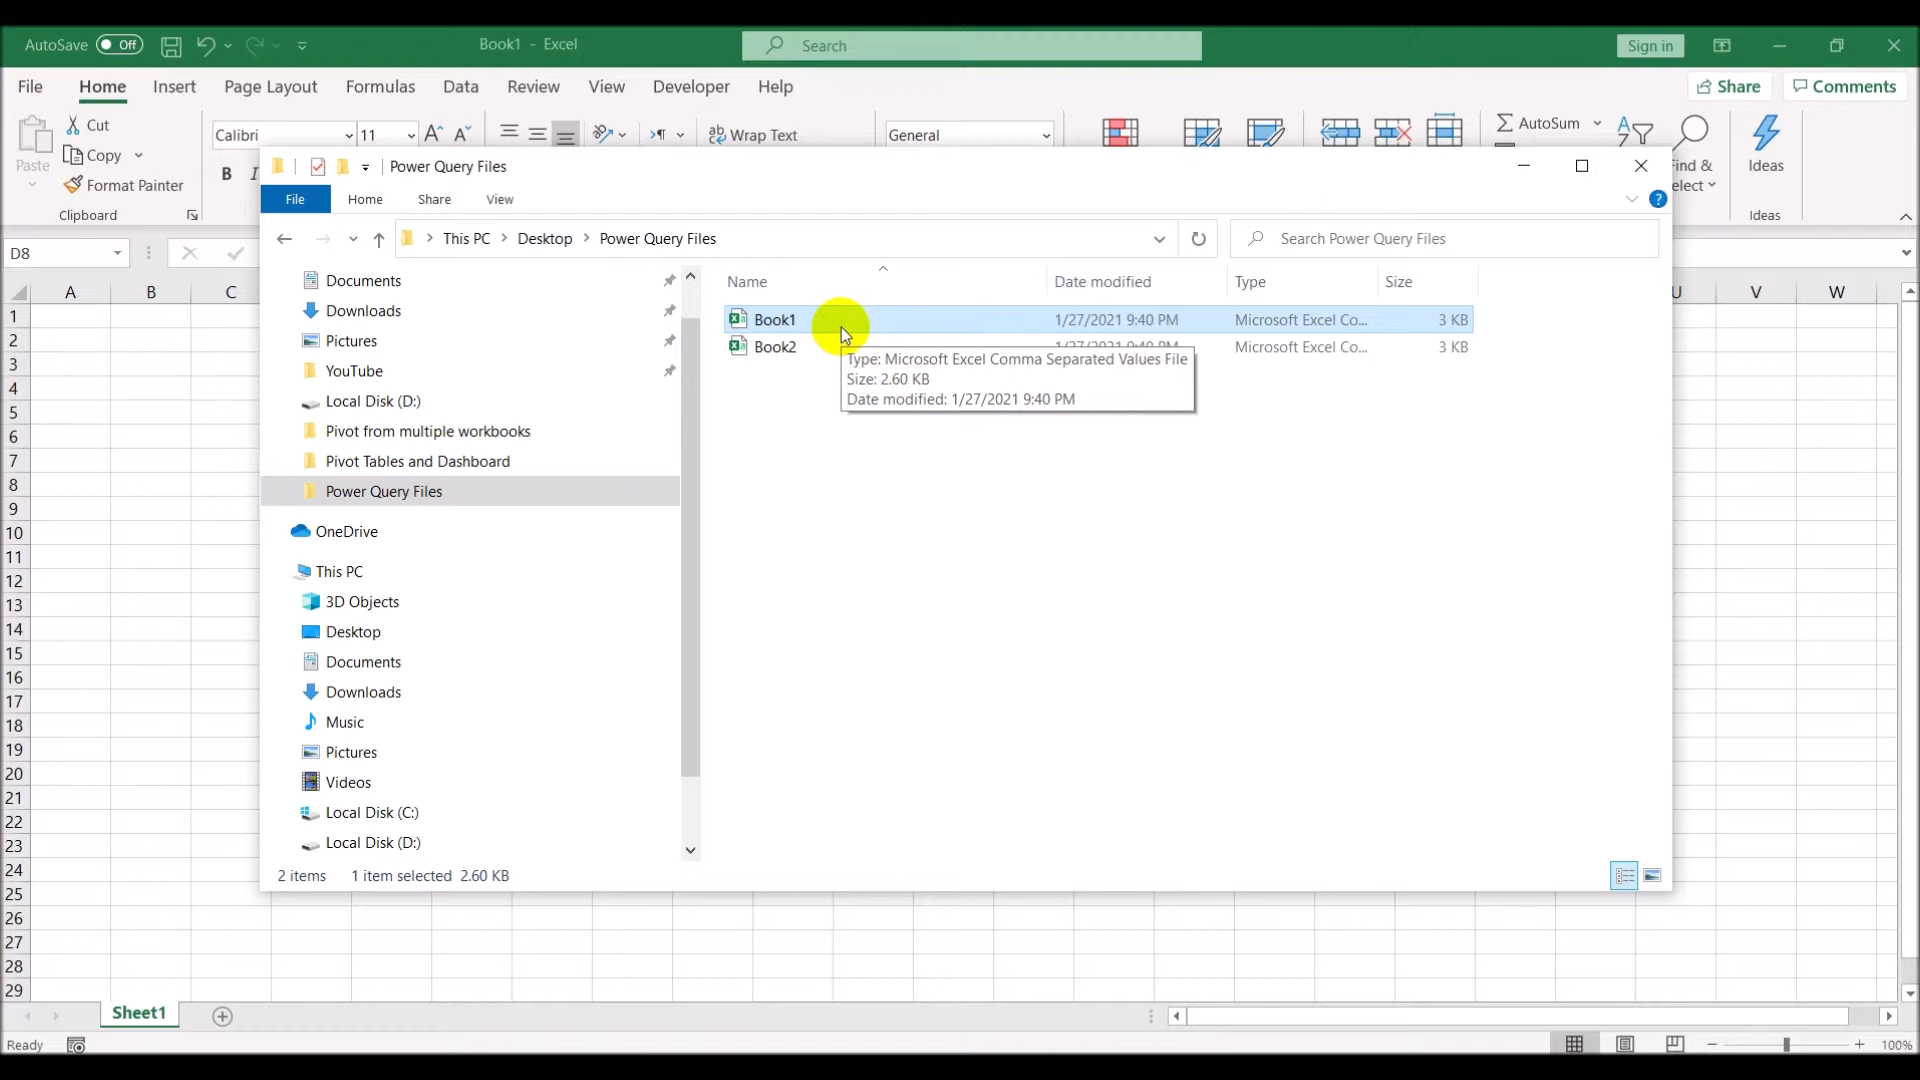 AutoSave Off
Book1 - Excel
Search
Sign in
File Home Insert Page Layout Formulas Data Review View Developer Help
Share Comments
Paste
Cut
Copy
Format Painter
Clipboard
Calibri 11
B I
Wrap Text
General
AutoSum
Ideas
Ideas
Power Query Files
File Home Share View
This PC Desktop Power Query Files
Search Power Query Files
D8
A B C U V W
1
2
3
4
5
6
7
8
9
10
11
12
13
14
15
16
17
18
19
20
21
22
23
24
25
26
27
28
29
Documents
Downloads
Pictures
YouTube
Local Disk (D:)
Pivot from multiple workbooks
Pivot Tables and Dashboard
Power Query Files
OneDrive
This PC
3D Objects
Desktop
Documents
Downloads
Music
Pictures
Videos
Local Disk (C:)
Local Disk (D:)
Name Date modified Type Size
Book1 1/27/2021 9:40 PM Microsoft Excel Co... 3 KB
Book2 1/27/2021 9:40 PM Microsoft Excel Co... 3 KB
Type: Microsoft Excel Comma Separated Values File
Size: 2.60 KB
Date modified: 1/27/2021 9:40 PM
2 items 1 item selected 2.60 KB
Sheet1
Ready
100%